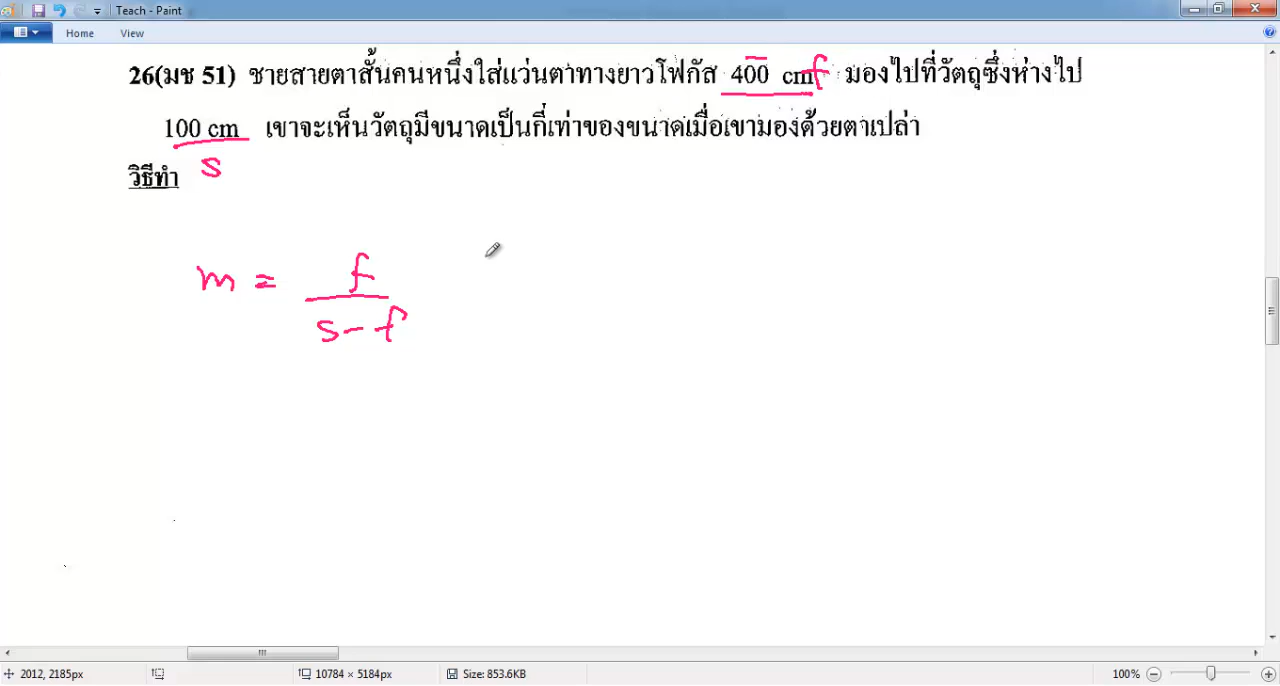 Teach - Paint
Home View
26(มช 51) ชายสายตาสั้นคนหนึ่งใส่แว่นตาทางยาวโฟกัส 400 cm f มองไปที่วัตถุซึ่งห่างไป
100 cm เขาจะเห็นวัตถุมีขนาดเป็นกี่เท่าของขนาดเมื่อเขามองด้วยตาเปล่า
s
วิธีทำ
m = f
s - f
2012, 2185px 10784 × 5184px Size: 853.6KB 100%